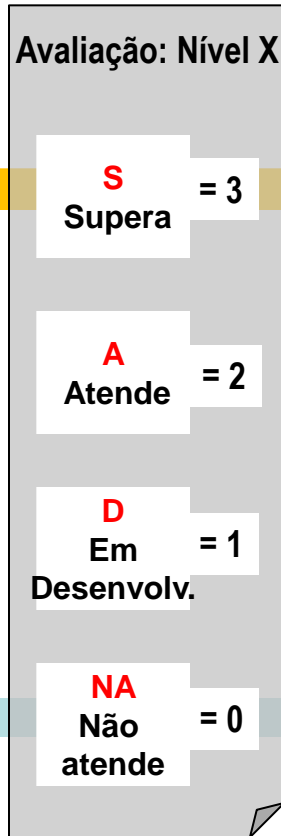 Avaliação: Nível X
S
Supera
= 3
A
Atende
= 2
D
Em
Desenvolv.
= 1
NA
Não
atende
= 0